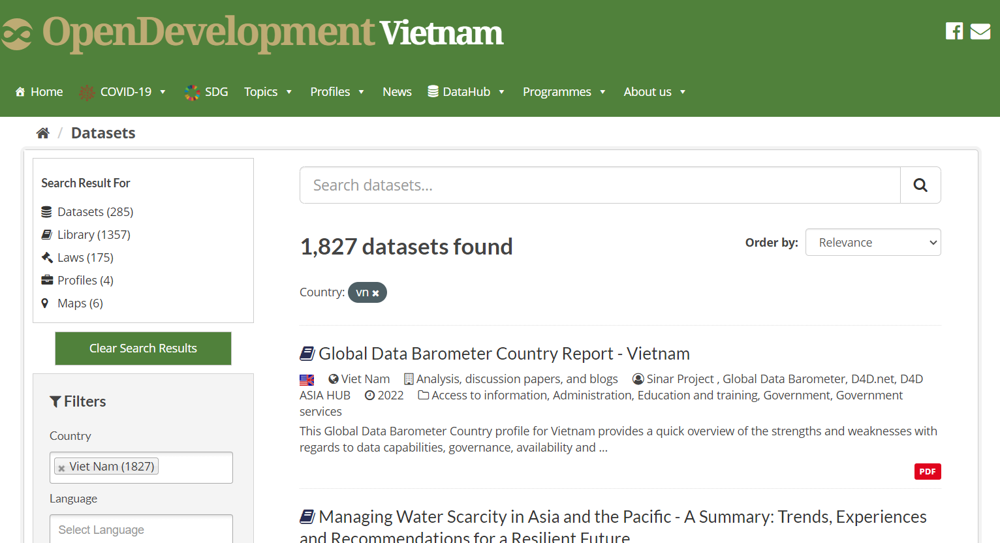 OpenDevelopment Vietnam
Home COVID-19 SDG Topics Profiles News DataHub Programmes About us
/ Datasets
Search Result For
Datasets (285)
Library (1357)
Laws (175)
Profiles (4)
Maps (6)
Clear Search Results
Filters
Country
Viet Nam (1827)
Language
Select Language
Search datasets...
1,827 datasets found
Order by: Relevance
Country: vn
Global Data Barometer Country Report - Vietnam
Viet Nam Analysis, discussion papers, and blogs Sinar Project , Global Data Barometer, D4D.net, D4D
ASIA HUB 2022 Access to information, Administration, Education and training, Government, Government
services
This Global Data Barometer Country profile for Vietnam provides a quick overview of the strengths and weaknesses with
regards to data capabilities, governance, availability and ...
PDF
Managing Water Scarcity in Asia and the Pacific - A Summary: Trends, Experiences
and Recommendations for a Resilient Future